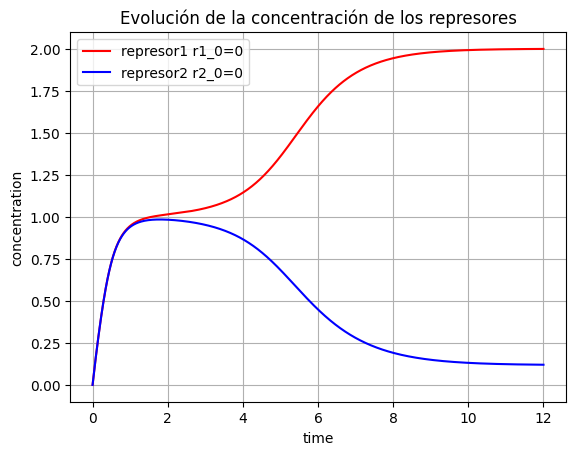 Evolución de la concentración de los represores
represor1 r1_0=0
represor2 r2_0=0
concentration
2.00
1.75
1.50
1.25
1.00
0.75
0.50
0.25
0.00
0 2 4 6 8 10 12
time